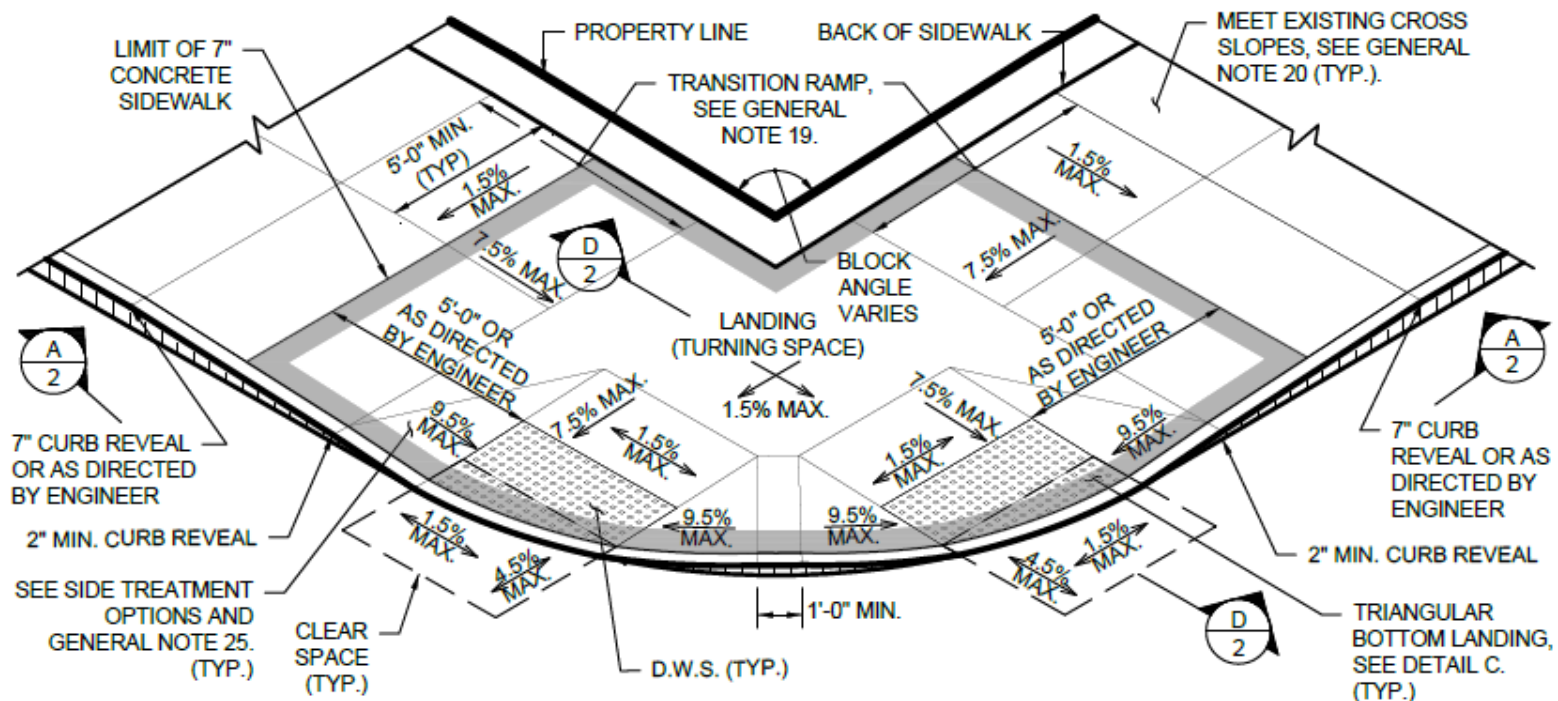 LIMIT OF 7"
CONCRETE
SIDEWALK
PROPERTY LINE
BACK OF SIDEWALK
MEET EXISTING CROSS
SLOPES, SEE GENERAL
NOTE 20 (TYP.).
TRANSITION RAMP,
SEE GENERAL
NOTE 19.
5'-0" MIN.
(TYP)
1.5%
MAX.
1.5%
MAX.
7.5% MAX.
D
2
7.5% MAX.
BLOCK
ANGLE
VARIES
5'-0" OR
AS DIRECTED
BY ENGINEER
LANDING
(TURNING SPACE)
1.5% MAX.
5'-0" OR
AS DIRECTED
BY ENGINEER
A
2
A
2
9.5%
MAX.
7.5% MAX.
1.5%
MAX.
7.5% MAX.
1.5%
MAX.
9.5%
MAX.
7" CURB REVEAL
OR AS DIRECTED
BY ENGINEER
7" CURB
REVEAL OR AS
DIRECTED BY
ENGINEER
2" MIN. CURB REVEAL
1.5%
MAX.
4.5%
MAX.
9.5%
MAX.
9.5%
MAX.
4.5%
MAX.
1.5%
MAX.
2" MIN. CURB REVEAL
SEE SIDE TREATMENT
OPTIONS AND
GENERAL NOTE 25.
(TYP.)
CLEAR
SPACE
(TYP.)
1'-0" MIN.
D.W.S. (TYP.)
D
2
TRIANGULAR
BOTTOM LANDING,
SEE DETAIL C.
(TYP.)